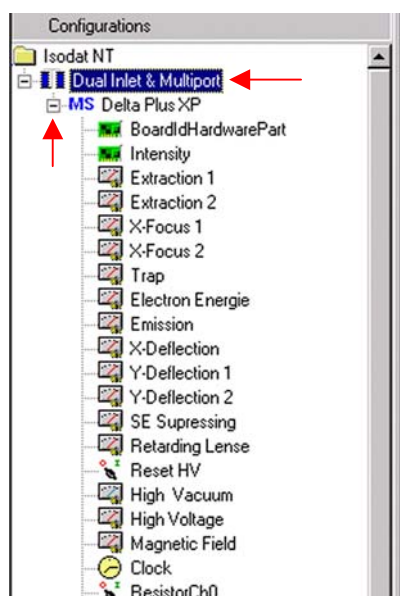 Configurations
Isodat NT
Dual Inlet & Multiport
MS Delta Plus XP
BoardIdHardwarePart
Intensity
Extraction 1
Extraction 2
X-Focus 1
X-Focus 2
Trap
Electron Energie
Emission
X-Deflection
Y-Deflection 1
Y-Deflection 2
SE Supressing
Retarding Lense
Reset HV
High Vacuum
High Voltage
Magnetic Field
Clock
ResistorCh0